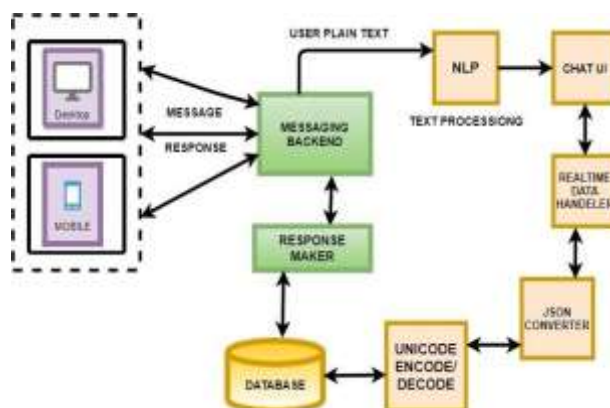 USER PLAIN TEXT
Desktop
MESSAGE
RESPONSE
MOBILE
MESSAGING
BACKEND
NLP
CHAT UI
TEXT PROCESSIONG
REALTIME
DATA
HANDELER
RESPONSE
MAKER
JSON
CONVERTER
DATABASE
UNICODE
ENCODE/
DECODE